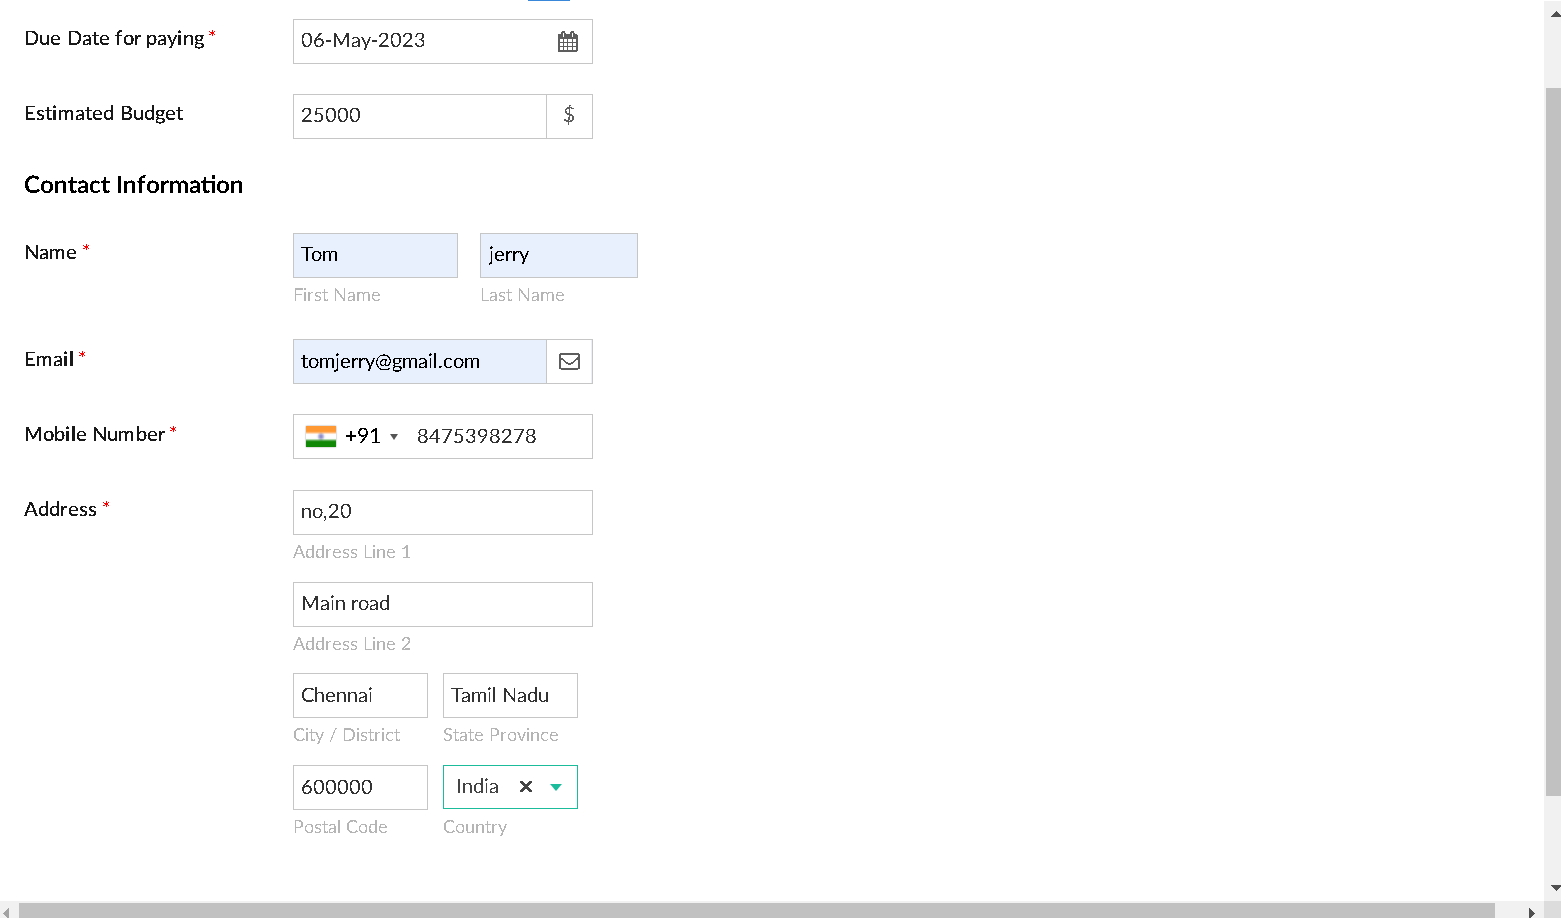 Due Date for paying * 06-May-2023
Estimated Budget 25000 $
Contact Information
Name * Tom jerry
First Name Last Name
Email * tomjerry@gmail.com
Mobile Number * +91 8475398278
Address * no,20
Address Line 1
Main road
Address Line 2
Chennai Tamil Nadu
City / District State Province
600000 India
Postal Code Country